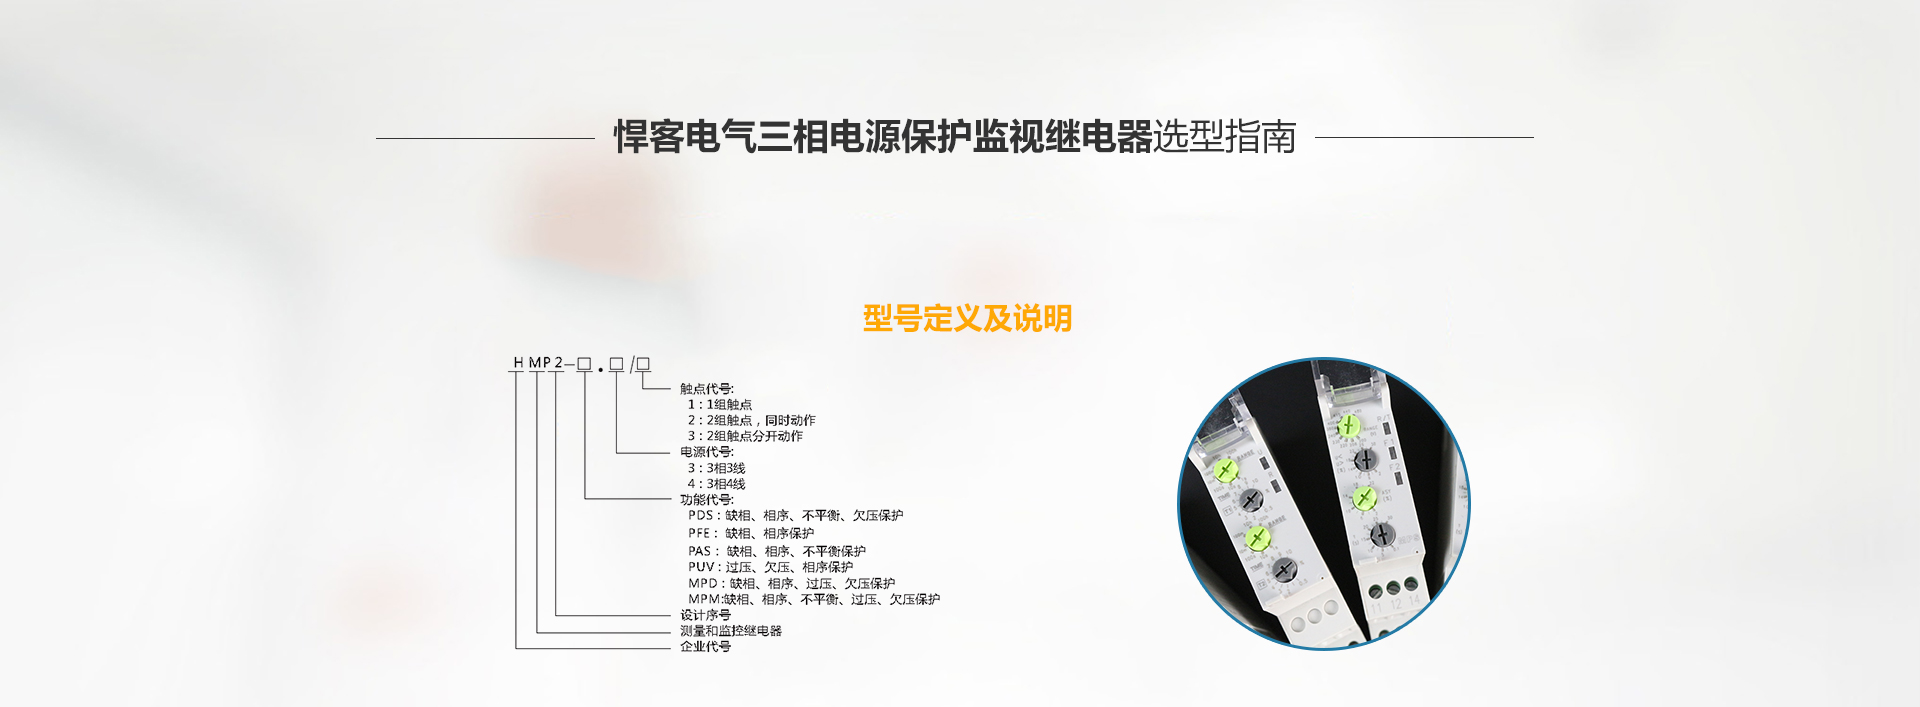 悍客电气三相电源保护监视继电器选型指南
型号定义及说明
H MP 2-□.□/□
触点代号:
1：1组触点
2：2组触点，同时动作
3：2组触点分开动作
电源代号:
3：3相3线
4：3相4线
功能代号:
PDS：缺相、相序、不平衡、欠压保护
PFE： 缺相、相序保护
PAS： 缺相、相序、不平衡保护
PUV：过压、欠压、相序保护
MPD：缺相、相序、过压、欠压保护
MPM:缺相、相序、不平衡、过压、欠压保护
设计序号
测量和监控继电器
企业代号
R/T
F1
F2
11 12 14